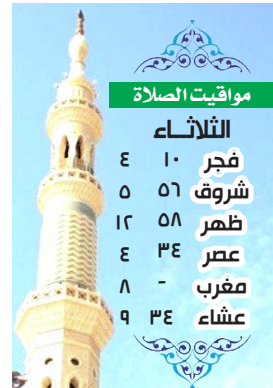 مواقيت الصلاة
الثلاثــاء
فجر ١٠ ٤
شروق ٥٦ ٥
ظهر ٥٨ ١٢
عصر ٣٤ ٤
مغرب - ٨
عشاء ٣٤ ٩